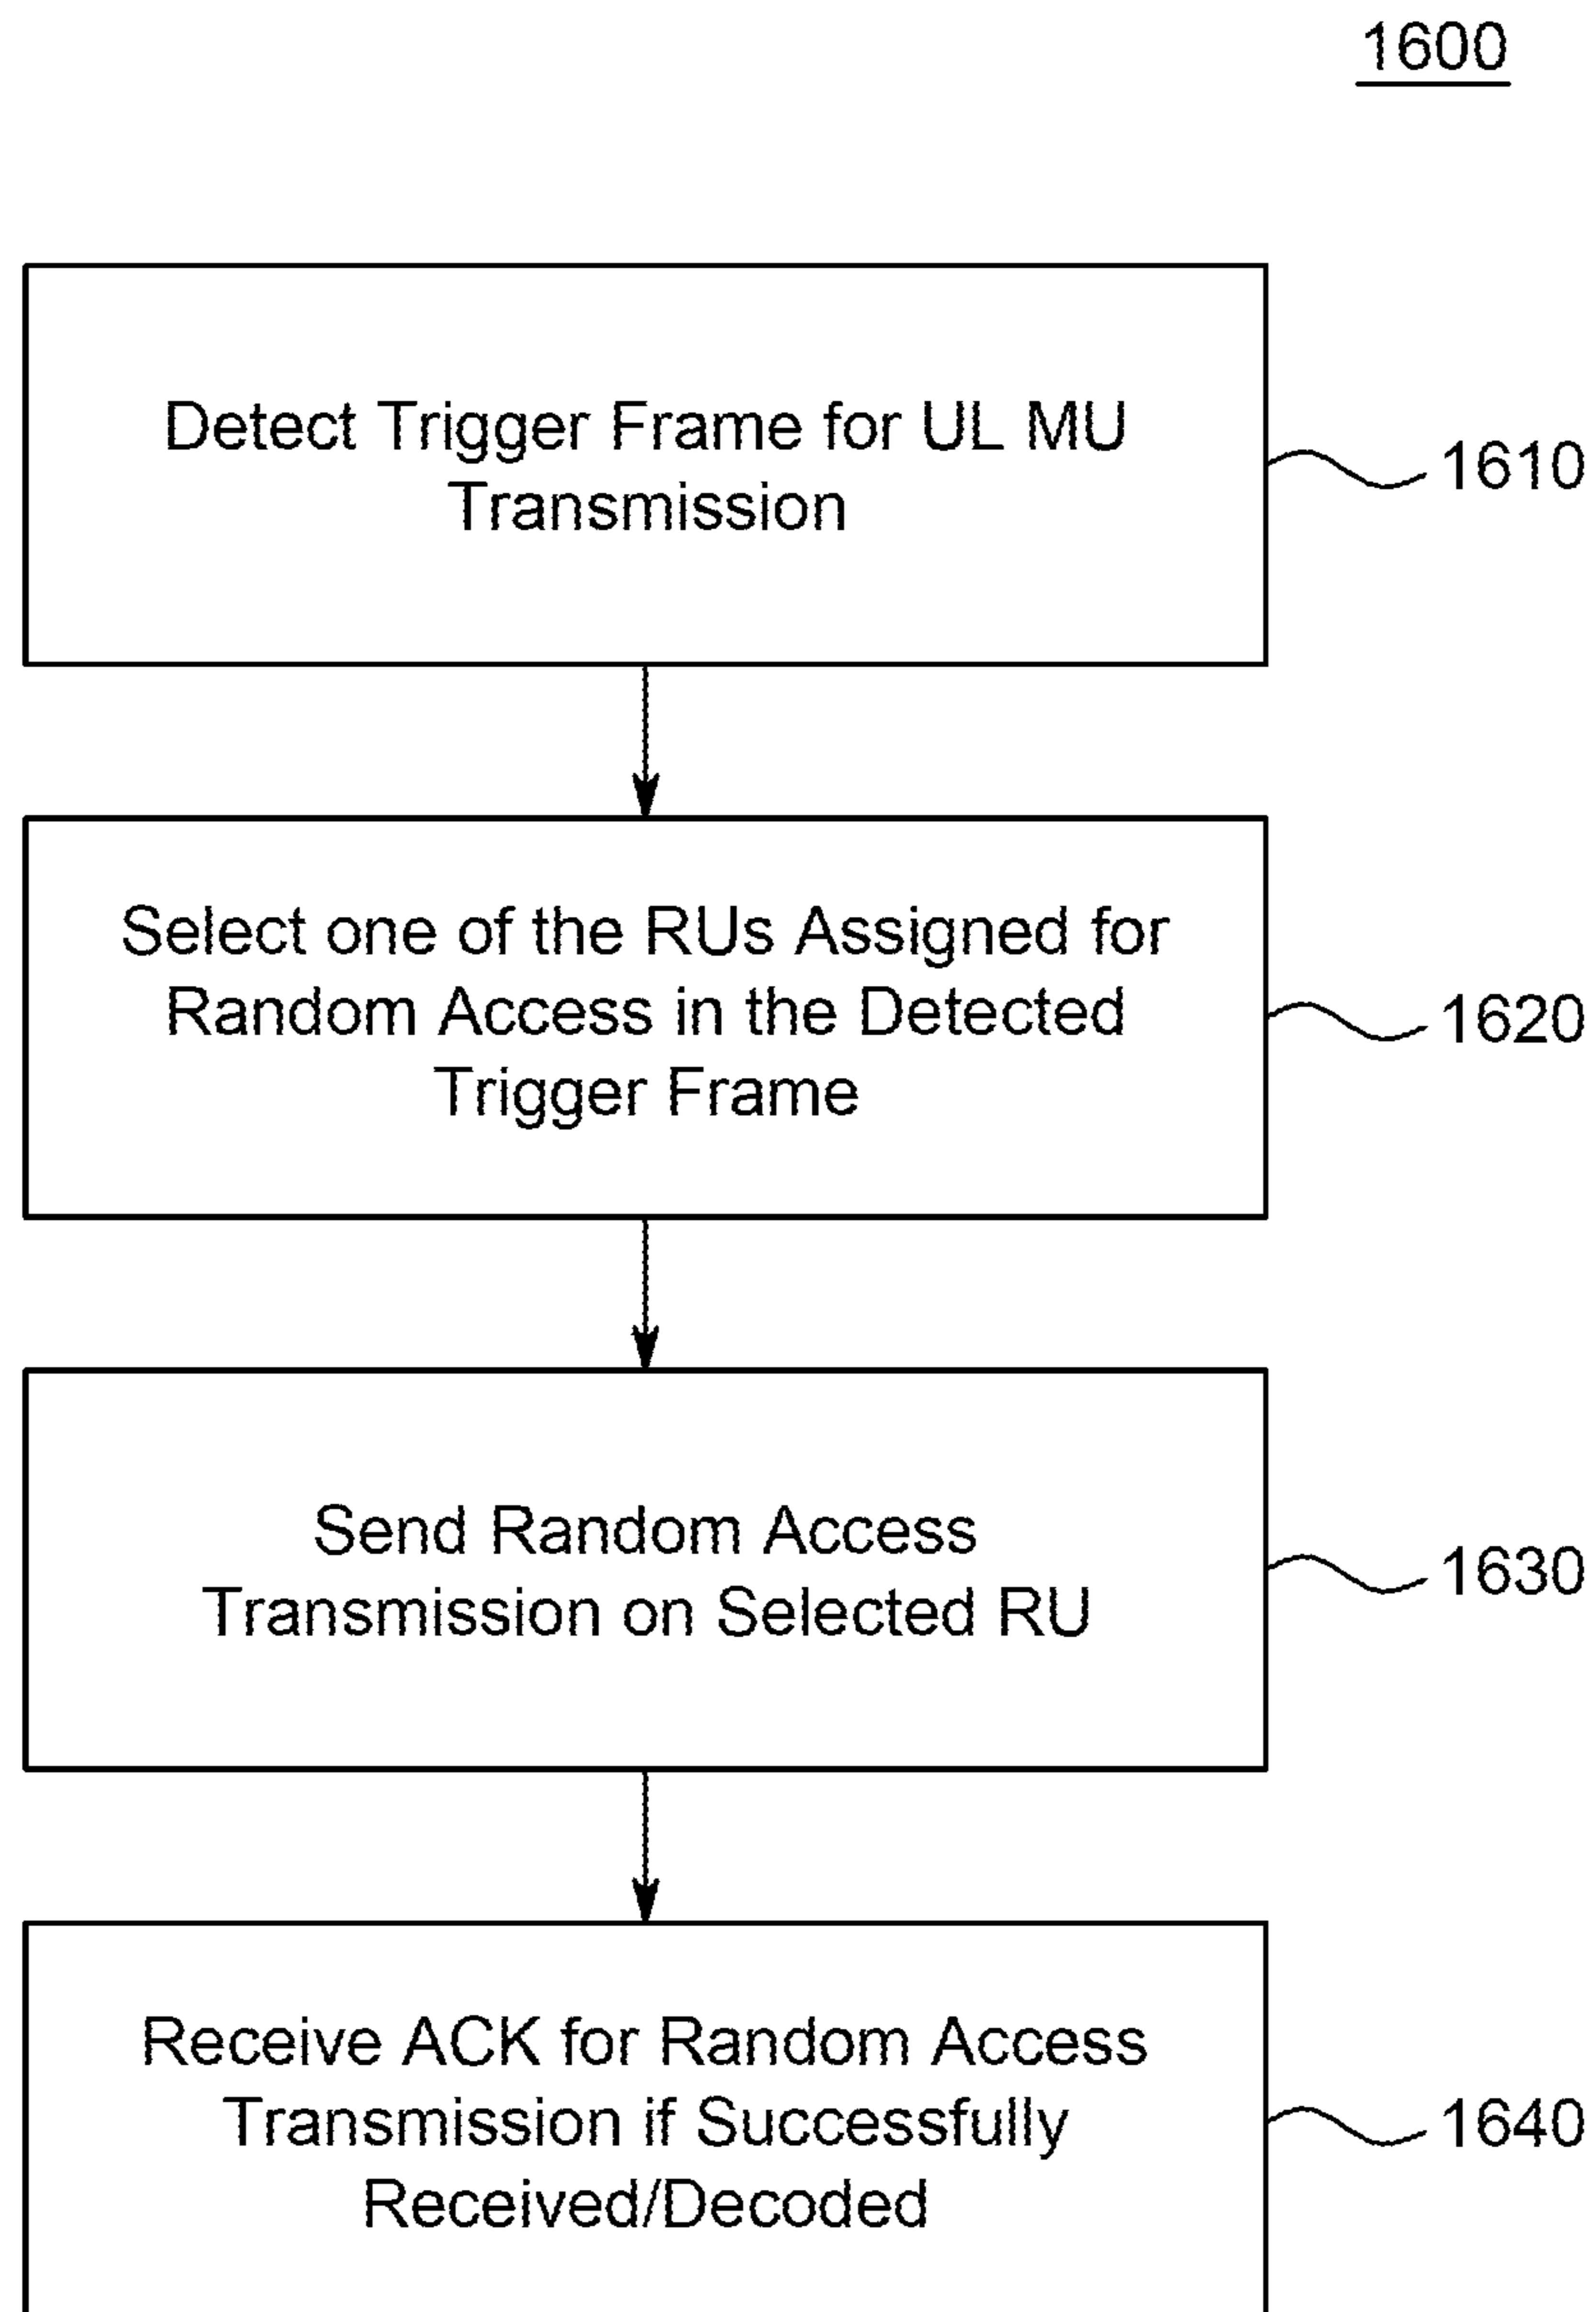 1600
Detect Trigger Frame for UL MU
Transmission
1610
Select one of the RUs Assigned for
Random Access in the Detected
Trigger Frame
1620
Send Random Access
Transmission on Selected RU
1630
Receive ACK for Random Access
Transmission if Successfully
Received/Decoded
1640